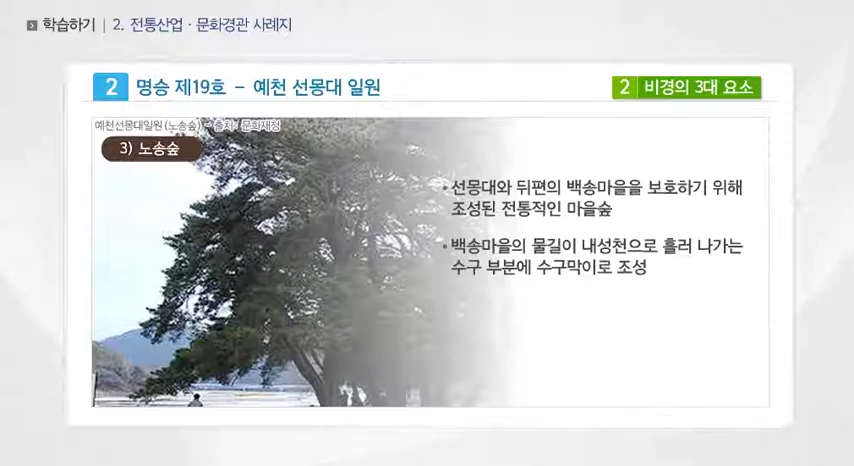 학습하기 | 2. 전통산업 · 문화경관 사례지
2 명승 제19호 - 예천 선몽대 일원
2 비경의 3대 요소
예천선몽대일원(노송숲) - 출처: 문화재청
3) 노송숲
• 선몽대와 뒤편의 백송마을을 보호하기 위해
조성된 전통적인 마을숲
• 백송마을의 물길이 내성천으로 흘러 나가는
수구 부분에 수구막이로 조성